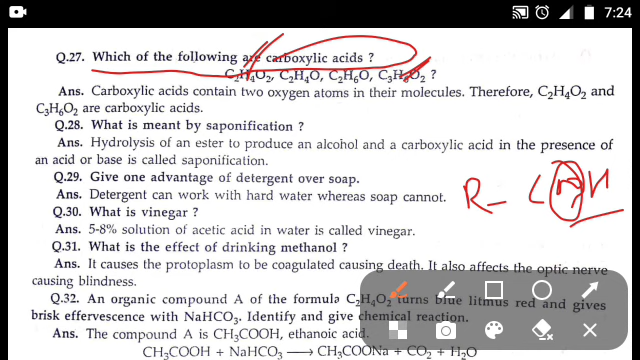 7:24
Q.27. Which of the following are carboxylic acids ?
C₂H₄O₂, C₂H₄O, C₂H₆O, C₃H₆O₂ ?
Ans. Carboxylic acids contain two oxygen atoms in their molecules. Therefore, C₂H₄O₂ and
C₃H₆O₂ are carboxylic acids.
Q.28. What is meant by saponification ?
Ans. Hydrolysis of an ester to produce an alcohol and a carboxylic acid in the presence of
an acid or base is called saponification.
Q.29. Give one advantage of detergent over soap.
Ans. Detergent can work with hard water whereas soap cannot.
R-
Q.30. What is vinegar ?
Ans. 5-8% solution of acetic acid in water is called vinegar.
Q.31. What is the effect of drinking methanol ?
Ans. It causes the protoplasm to be coagulated causing death. It also affects the optic nerve
causing blindness.
Q.32. An organic compound A of the formula C₂H₄O₂ turns blue litmus red and gives
brisk effervescence with NaHCO₃. Identify and give chemical reaction.
Ans. The compound A is CH₃COOH, ethanoic acid.
CH₃COOH + NaHCO₃ ⟶ CH₃COONa + CO₂ + H₂O